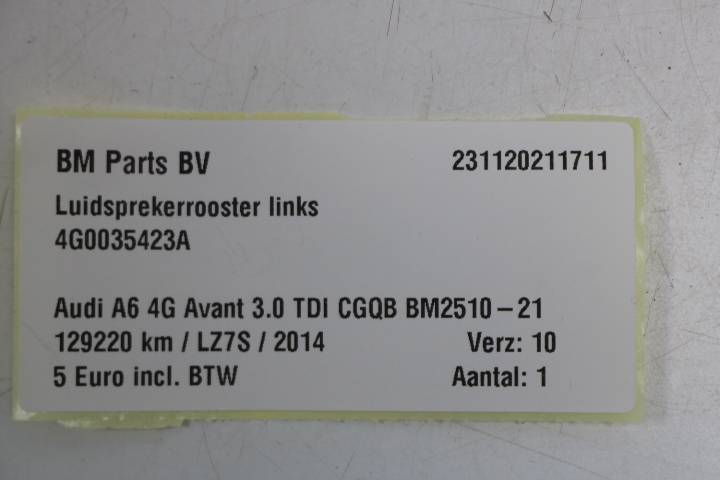 BM Parts BV 231120211711
Luidsprekerrooster links
4G0035423A
Audi A6 4G Avant 3.0 TDI CGQB BM2510-21
129220 km / LZ7S / 2014 Verz: 10
5 Euro incl. BTW Aantal: 1